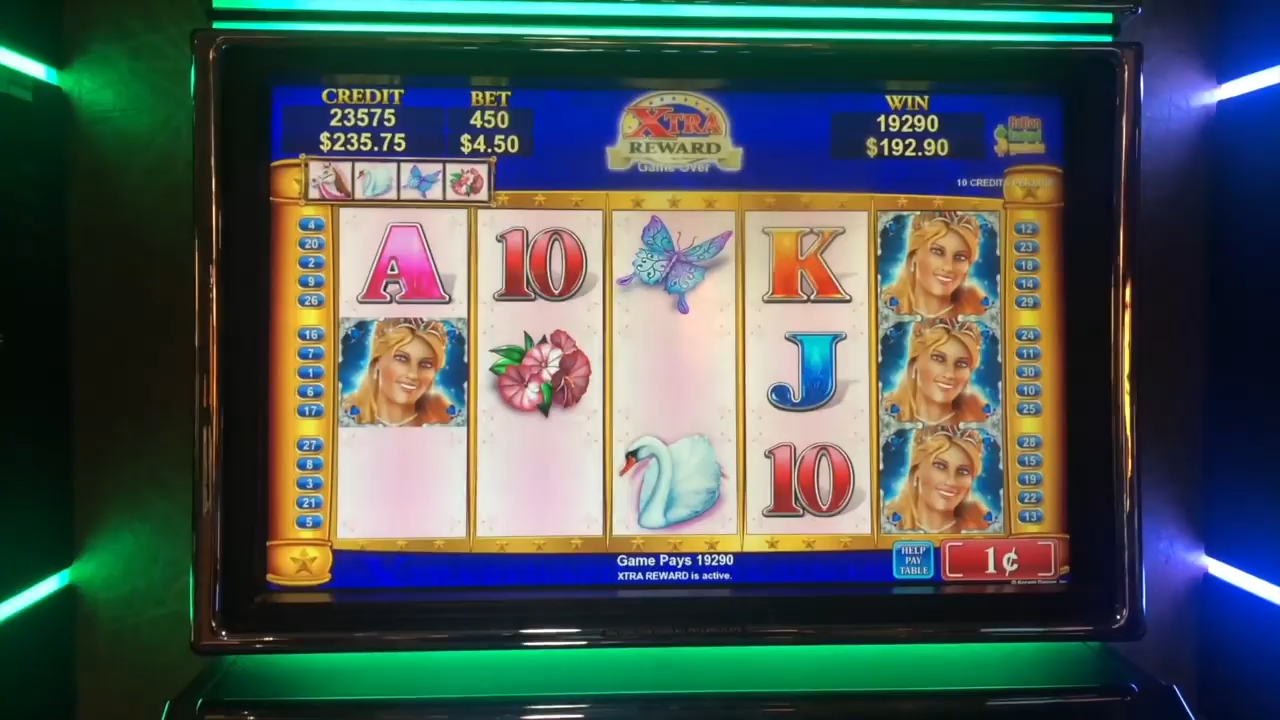 CREDIT
23575
$235.75
BET
450
$4.50
XTRA
REWARD
Game Over
WIN
19290
$192.90
10 CREDITS
4
20
2
9
26
16
7
1
6
17
27
8
3
21
5
A
10
K
J
10
12
23
18
14
29
24
11
30
10
25
28
15
19
22
13
Game Pays 19290
XTRA REWARD is active.
HELP
PAY
TABLE
1¢